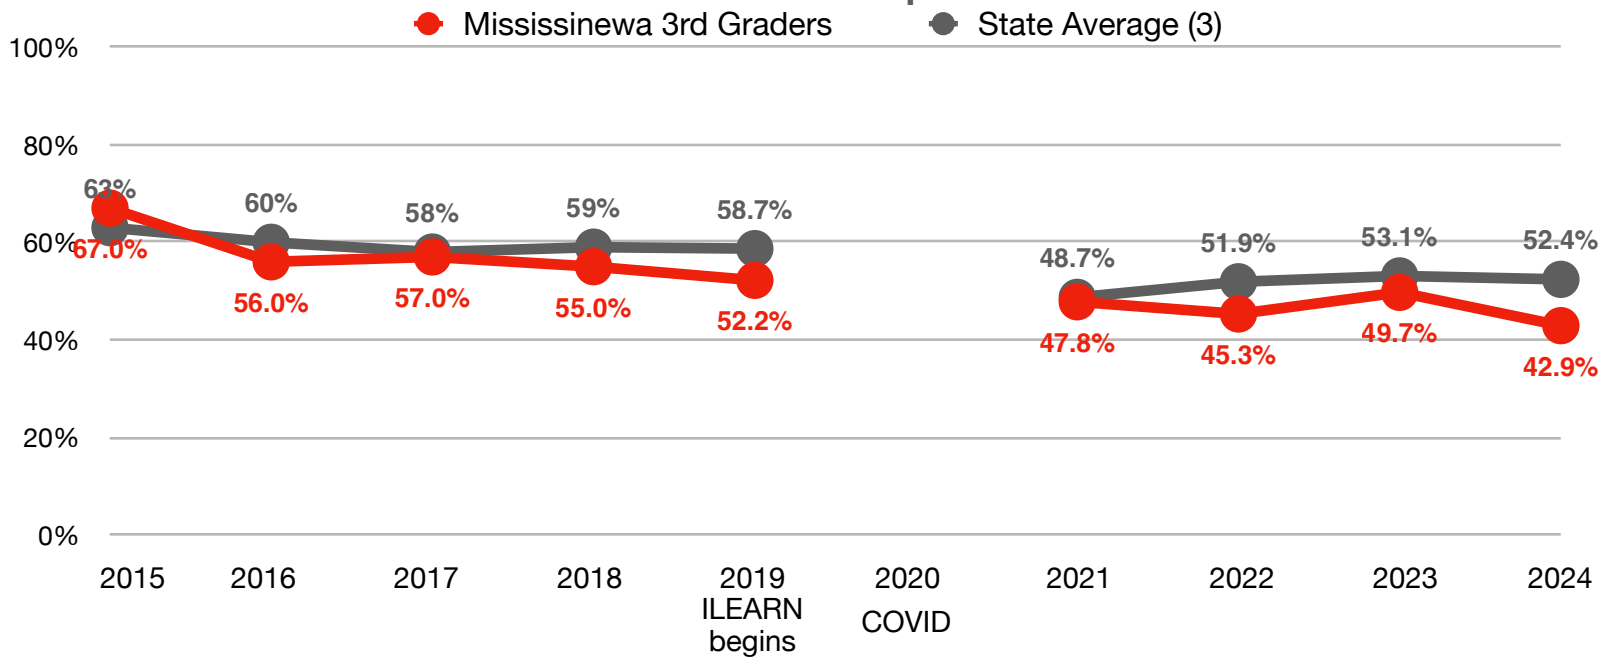 Mississinewa 3rd Graders State Average (3)
100%
80%
60%
40%
20%
0%
63% 60% 58% 59% 58.7% 48.7% 51.9% 53.1% 52.4%
67.0% 56.0% 57.0% 55.0% 52.2% 47.8% 45.3% 49.7% 42.9%
2015 2016 2017 2018 2019 2020 2021 2022 2023 2024
ILEARN
begins
COVID